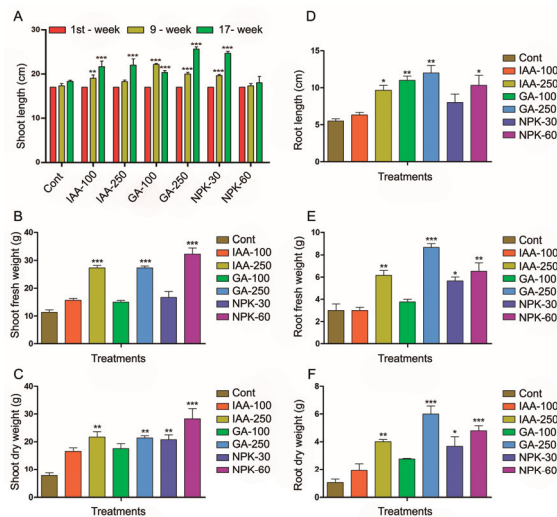 A
1st - week
9 - week
17- week
Shoot length (cm)
30
20
10
0
**
***
***
***
***
**
***
***
***
Cont
IAA-100
IAA-250
GA-100
GA-250
NPK-30
NPK-60
B
Shoot fresh weight (g)
40
30
20
10
0
***
***
***
Treatments
Cont
IAA-100
IAA-250
GA-100
GA-250
NPK-30
NPK-60
C
Shoot dry weight (g)
40
30
20
10
0
**
**
**
***
Treatments
Cont
IAA-100
IAA-250
GA-100
GA-250
NPK-30
NPK-60
D
Root length (cm)
20
15
10
5
0
*
**
**
*
Treatments
Cont
IAA-100
IAA-250
GA-100
GA-250
NPK-30
NPK-60
E
Root fresh weight (g)
12
8
4
0
**
***
*
**
Treatments
Cont
IAA-100
IAA-250
GA-100
GA-250
NPK-30
NPK-60
F
Root dry weight (g)
8
6
4
2
0
**
***
*
***
Treatments
Cont
IAA-100
IAA-250
GA-100
GA-250
NPK-30
NPK-60